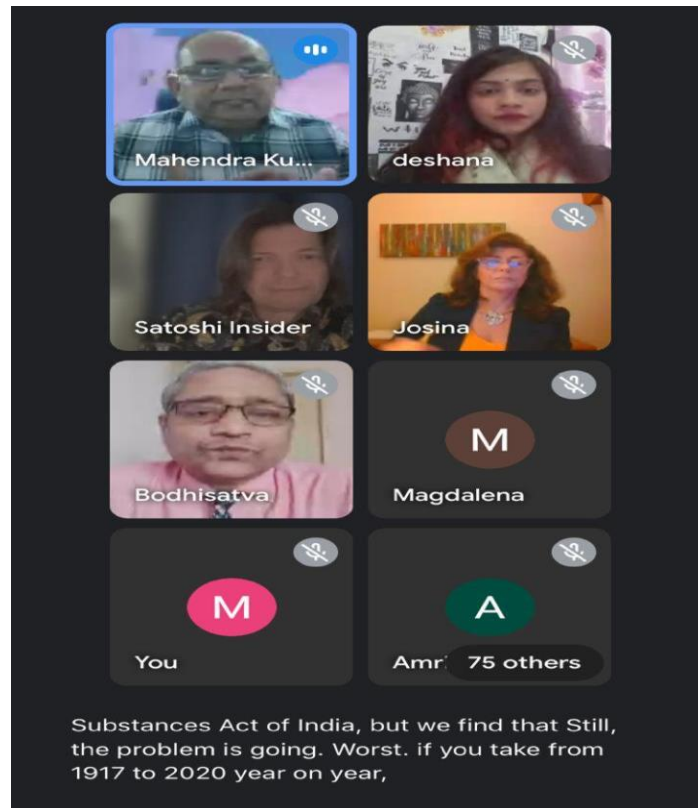 Mahendra Ku...
deshana
Satoshi Insider
Josina
Bodhisatva
M
Magdalena
M
You
A
Amr
75 others
Substances Act of India, but we find that Still,
the problem is going. Worst. if you take from
1917 to 2020 year on year,